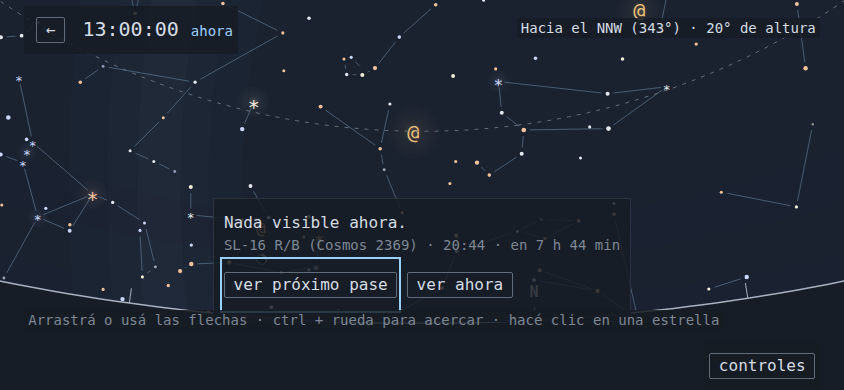 ← 13:00:00 ahora
Hacia el NNW (343°) · 20° de altura
Nada visible ahora.
SL-16 R/B (Cosmos 2369) · 20:44 · en 7 h 44 min
ver próximo pase ver ahora
N
Arrastrá o usá las flechas · ctrl + rueda para acercar · hacé clic en una estrella
controles